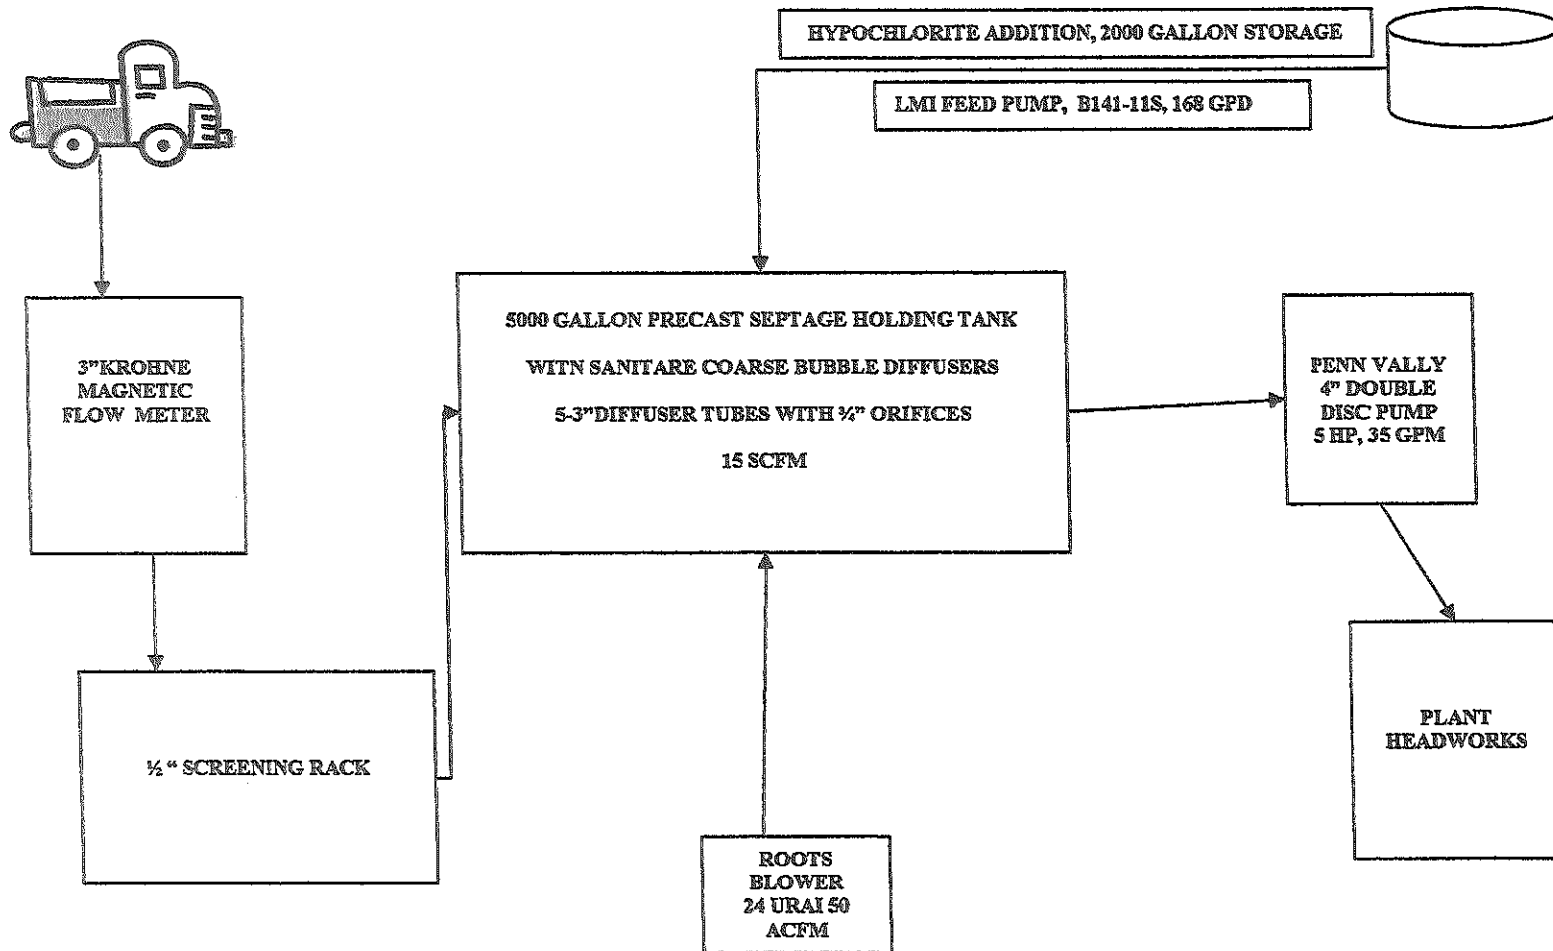 HYPOCHLORITE ADDITION, 2000 GALLON STORAGE
LMI FEED PUMP, B141-11S, 168 GPD
3"KROHNE
MAGNETIC
FLOW METER
5000 GALLON PRECAST SEPTAGE HOLDING TANK
WITN SANITARE COARSE BUBBLE DIFFUSERS
5-3"DIFFUSER TUBES WITH ¾" ORIFICES
15 SCFM
PENN VALLY
4" DOUBLE
DISC PUMP
5 HP, 35 GPM
½ " SCREENING RACK
PLANT
HEADWORKS
ROOTS
BLOWER
24 URAI 50
ACFM